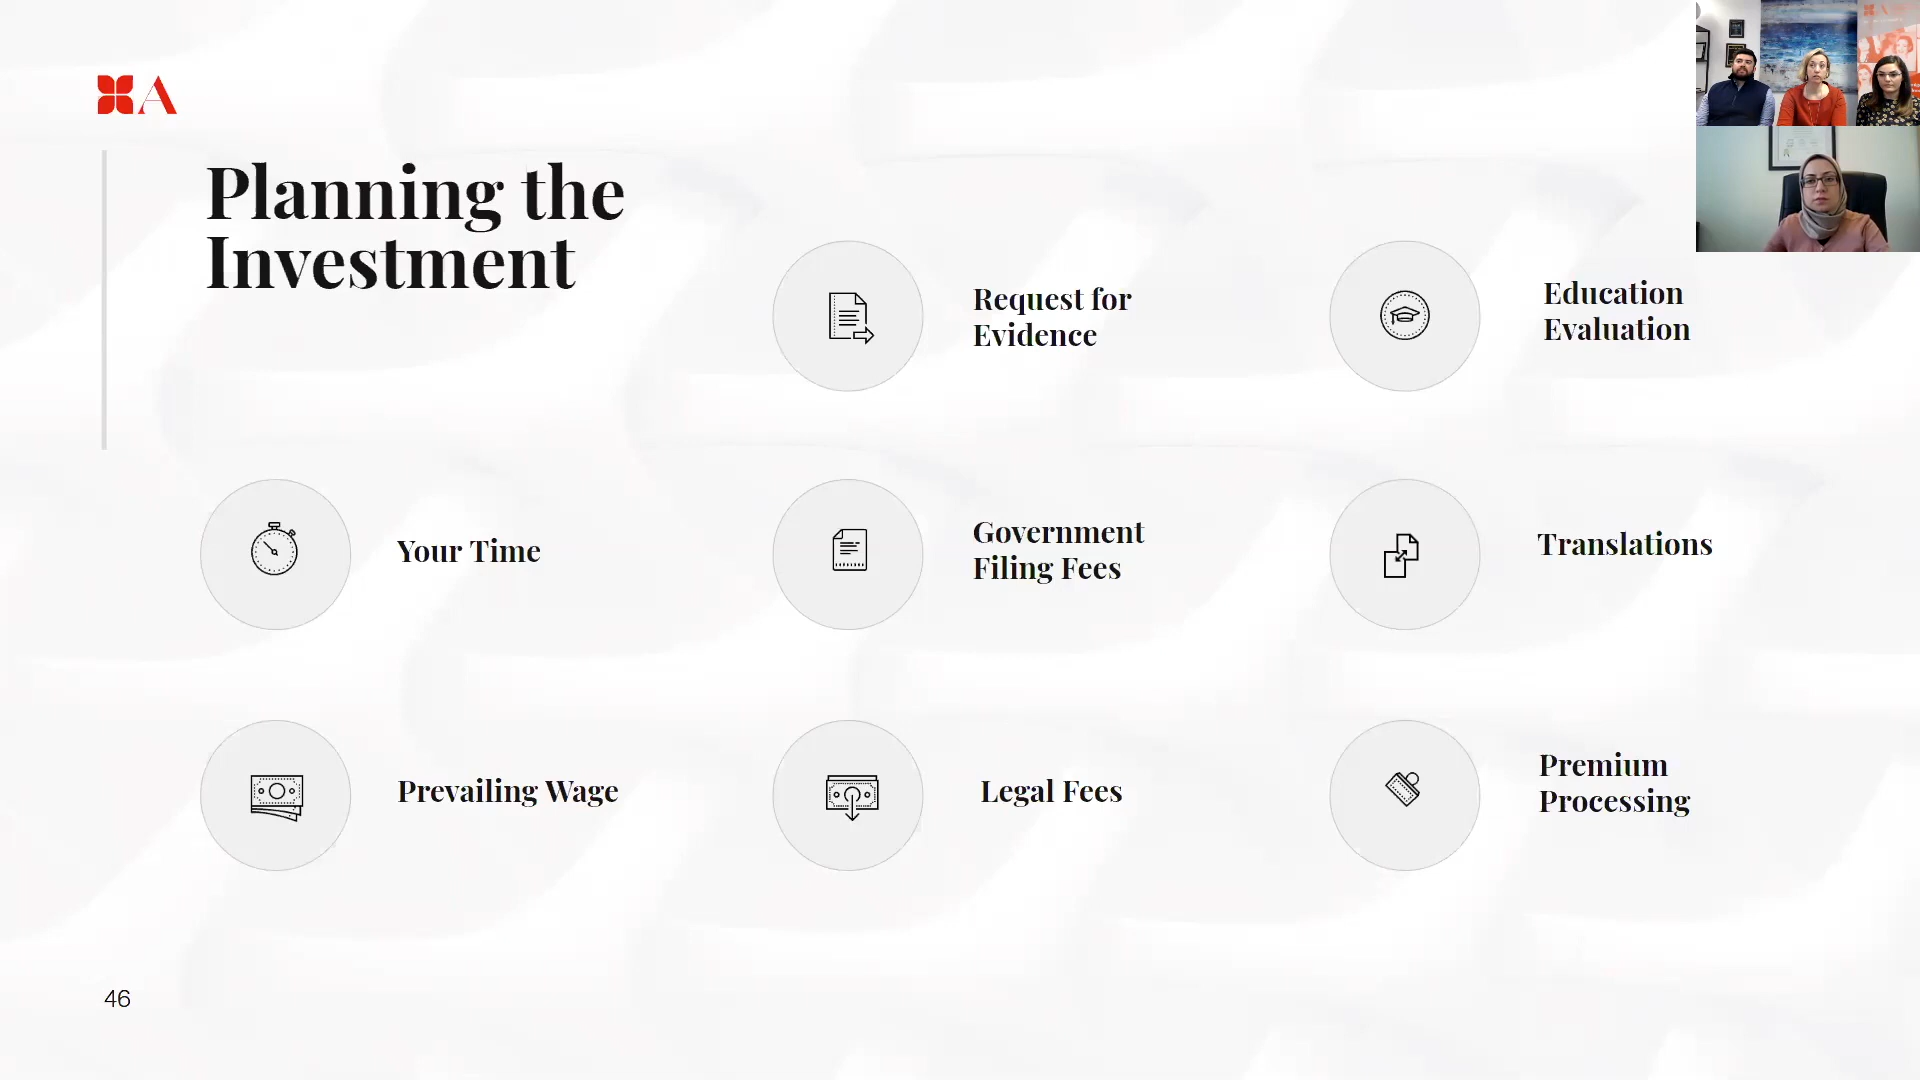 A
Planning the
Investment
Request for
Evidence
Education
Evaluation
Your Time
Government
Filing Fees
Translations
Prevailing Wage
Legal Fees
Premium
Processing
46